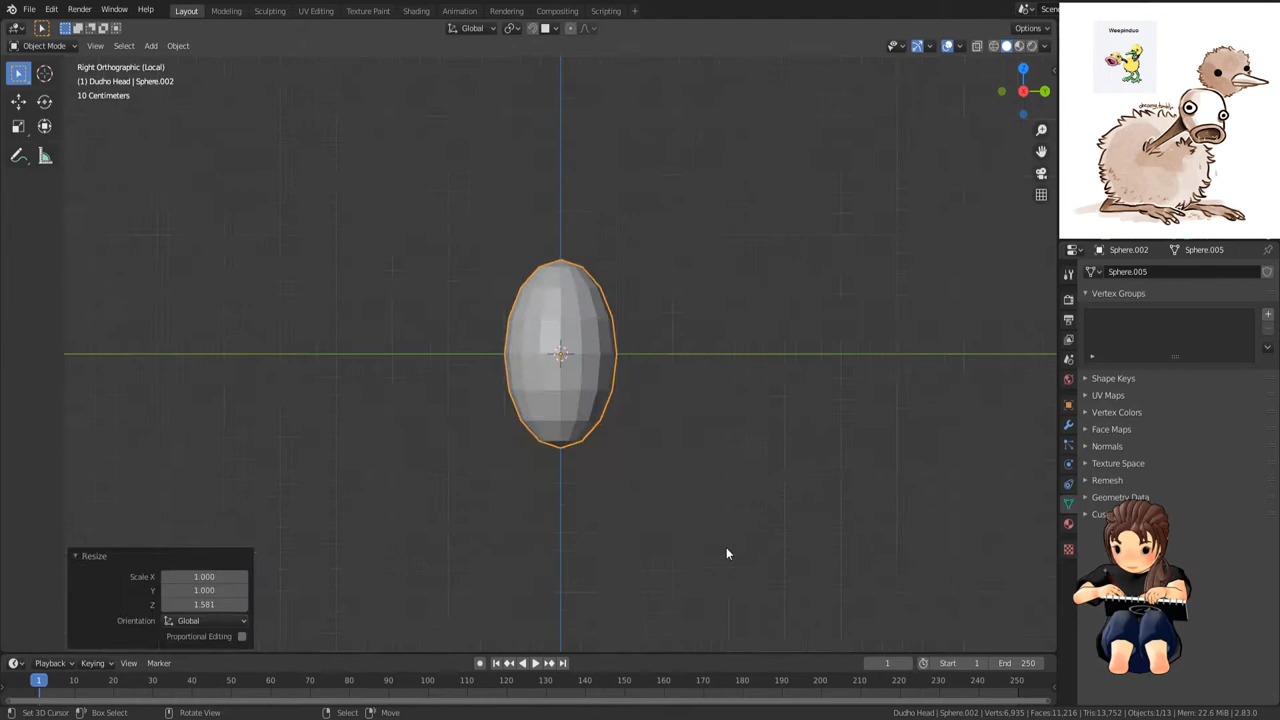 File Edit Render Window Help Layout Modeling Sculpting UV Editing Texture Paint Shading Animation Rendering Compositing Scripting + Scene
Global Options
Object Mode View Select Add Object
Right Orthographic (Local)
(1) Dudho Head | Sphere.002
10 Centimeters
Z
X
Y
Weepinduo
Sphere.002 Sphere.005
Sphere.005
Vertex Groups
Shape Keys
UV Maps
Vertex Colors
Face Maps
Normals
Texture Space
Remesh
Geometry Data
Resize
Scale X 1.000
Y 1.000
Z 1.581
Orientation Global
Proportional Editing
Playback Keying View Marker 1 Start 1 End 250
1 10 20 30 40 50 60 70 80 90 100 110 120 130 140 150 160 170 180 190 200 210 220 230 240 250
Set 3D Cursor Box Select Rotate View Select Move Dudho Head | Sphere.002 | Verts:6,935 | Faces:11,216 | Tris:13,752 | Objects:1/13 | Mem: 22.6 MiB | 2.83.0